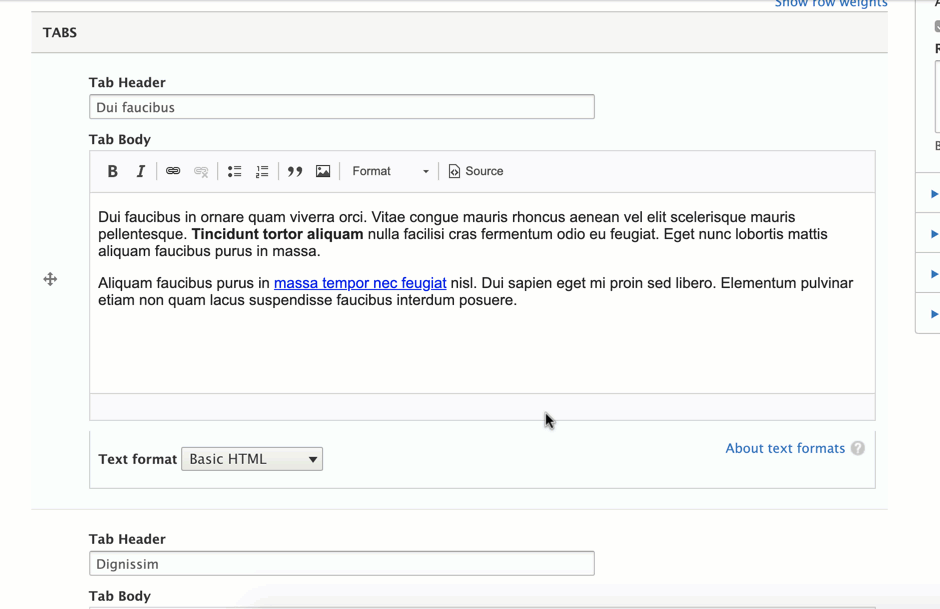 Show row weights
TABS
Tab Header
Dui faucibus
Tab Body
B I Format Source
Dui faucibus in ornare quam viverra orci. Vitae congue mauris rhoncus aenean vel elit scelerisque mauris
pellentesque. Tincidunt tortor aliquam nulla facilisi cras fermentum odio eu feugiat. Eget nunc lobortis mattis
aliquam faucibus purus in massa.
Aliquam faucibus purus in massa tempor nec feugiat nisl. Dui sapien eget mi proin sed libero. Elementum pulvinar
etiam non quam lacus suspendisse faucibus interdum posuere.
Text format Basic HTML
About text formats ?
Tab Header
Dignissim
Tab Body